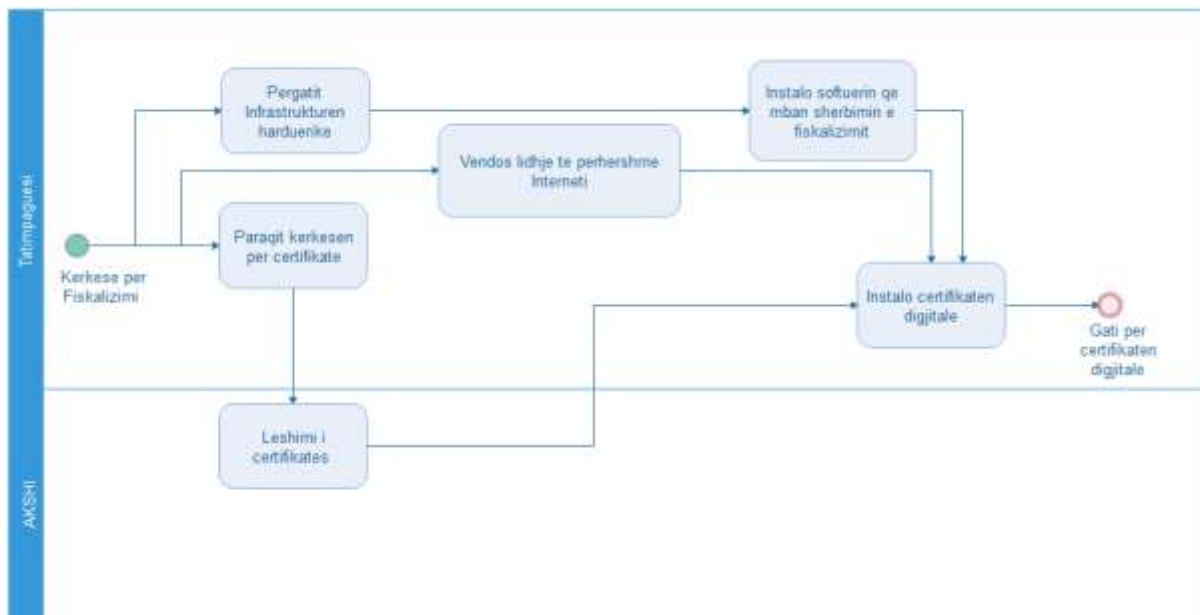 Tatimpaguesi
Pergatit
Infrastrukturen
harduerike
Instalo softuerin qe
mban sherbimin e
fiskalizimit
Vendos lidhje te perhershme
Interneti
Paraqit kerkesen
per certifikate
Kerkese per
Fiskalizimi
Instalo certifikaten
digjitale
Gati per
certifikaten
digjitale
AKSHI
Leshimi i
certifikates